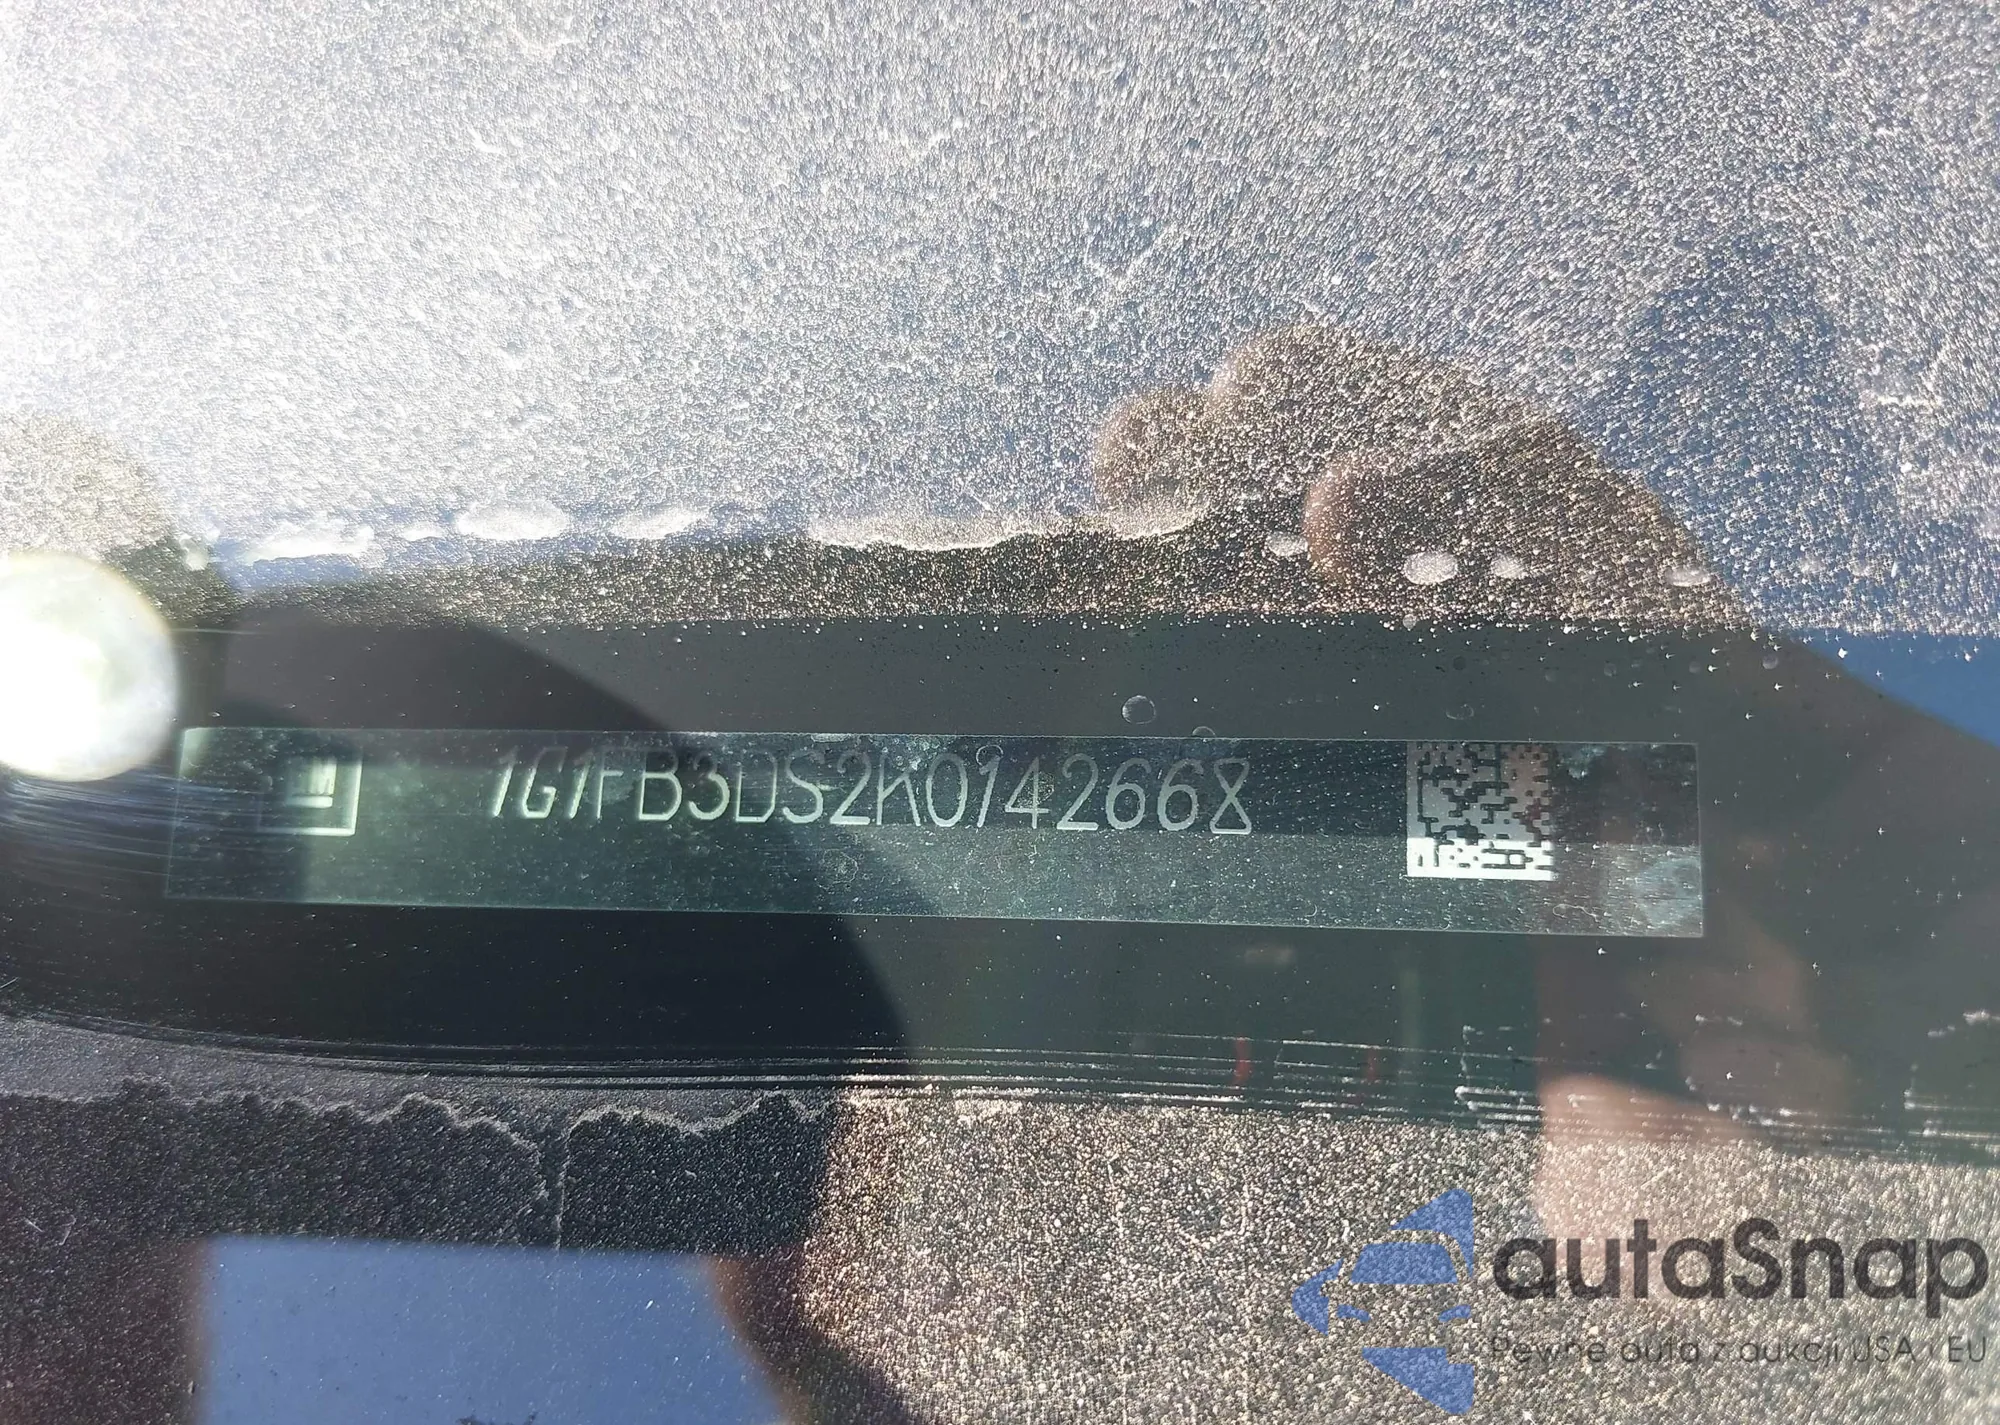 1G1FB3DS2K0142668
autaSnap
Pewne auta z aukcji USA i EU